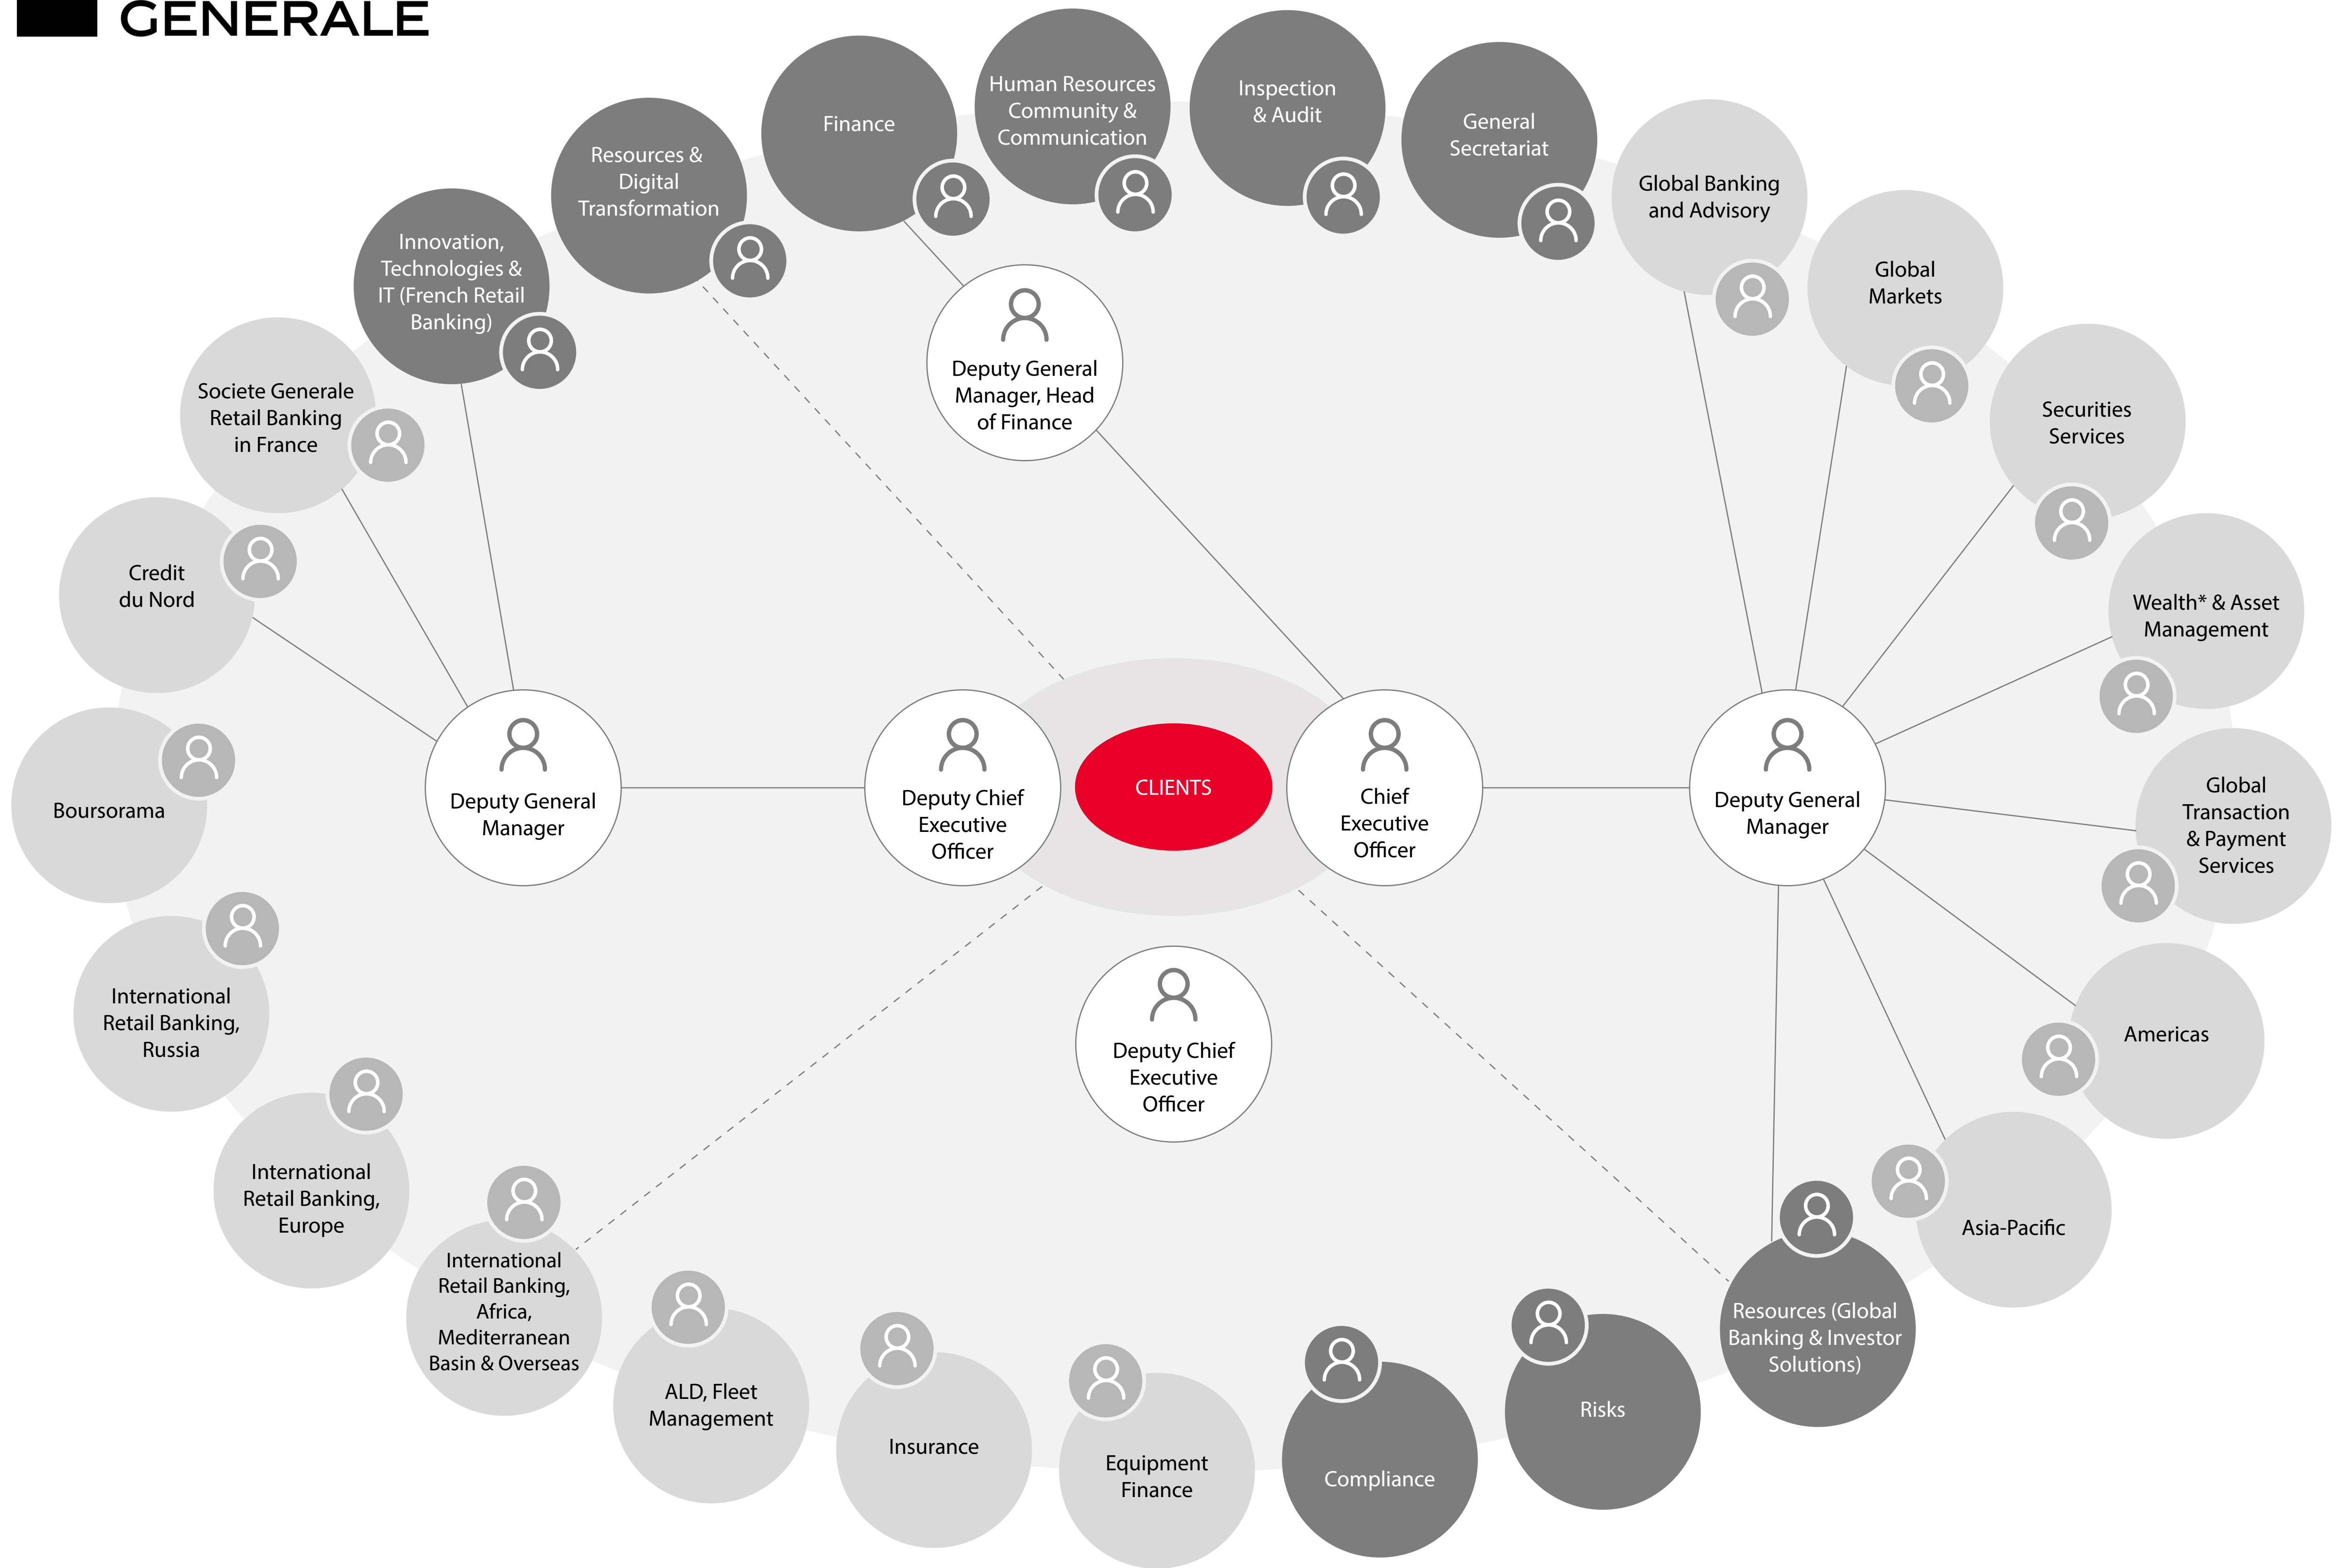 GENERALE
Finance
Human Resources
Community &
Communication
Inspection
& Audit
General
Secretariat
Resources &
Digital
Transformation
Global Banking
and Advisory
Innovation,
Technologies &
IT (French Retail
Banking)
Global
Markets
Deputy General
Manager, Head
of Finance
Societe Generale
Retail Banking
in France
Securities
Services
Credit
du Nord
Wealth* & Asset
Management
Boursorama
Deputy General
Manager
Deputy Chief
Executive
Officer
CLIENTS
Chief
Executive
Officer
Deputy General
Manager
Global
Transaction
& Payment
Services
International
Retail Banking,
Russia
Deputy Chief
Executive
Officer
Americas
International
Retail Banking,
Europe
Asia-Pacific
International
Retail Banking,
Africa,
Mediterranean
Basin & Overseas
Resources (Global
Banking & Investor
Solutions)
ALD, Fleet
Management
Insurance
Equipment
Finance
Compliance
Risks